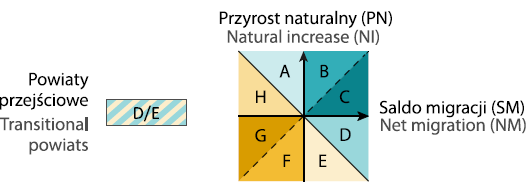 Przyrost naturalny (PN)
Natural increase (NI)
Powiaty
przejściowe
Transitional
powiats
D/E
A
B
H
C
G
D
F
E
Saldo migracji (SM)
Net migration (NM)